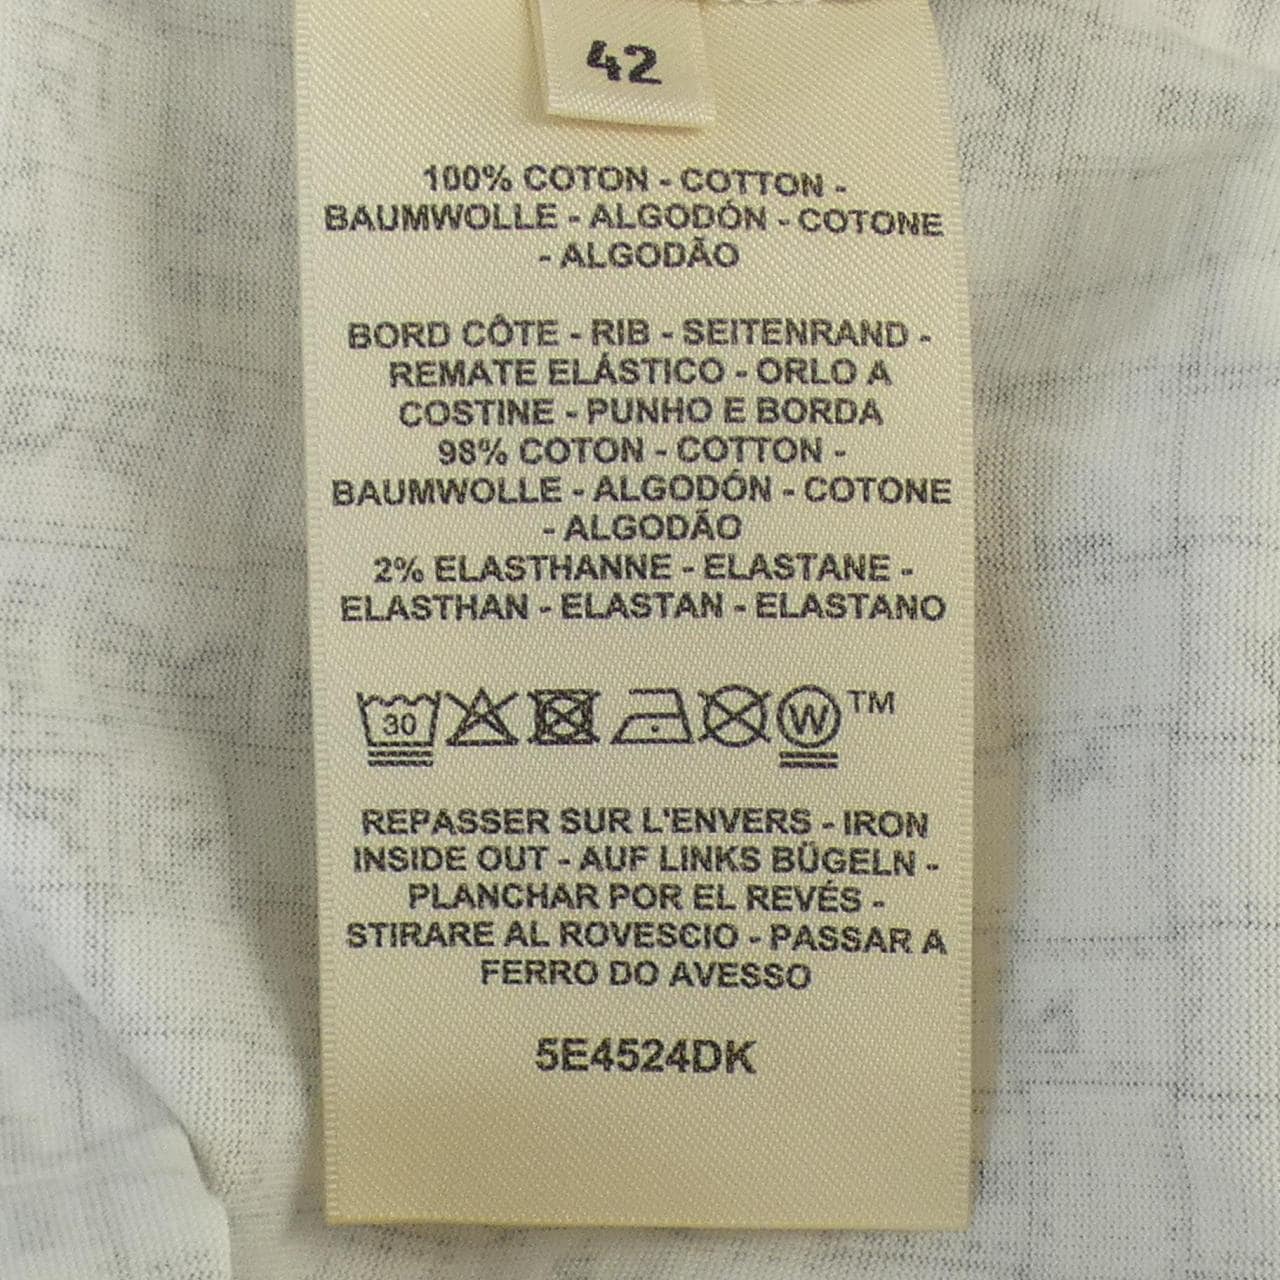 42
100% COTON - COTTON -
BAUMWOLLE - ALGODÓN - COTONE
- ALGODÃO
BORD CÔTE - RIB - SEITENRAND -
REMATE ELÁSTICO - ORLO A
COSTINE - PUNHO E BORDA
98% COTON - COTTON -
BAUMWOLLE - ALGODÓN - COTONE
- ALGODÃO
2% ELASTHANNE - ELASTANE -
ELASTHAN - ELASTAN - ELASTANO
30 W TM
REPASSER SUR L'ENVERS - IRON
INSIDE OUT - AUF LINKS BÜGELN -
PLANCHAR POR EL REVÉS -
STIRARE AL ROVESCIO - PASSAR A
FERRO DO AVESSO
5E4524DK